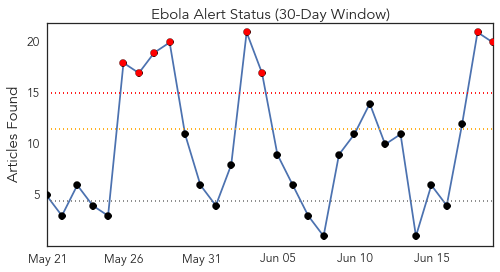 Ebola Alert Status (30-Day Window)
Articles Found
20
15
10
5
May 21
May 26
May 31
Jun 05
Jun 10
Jun 15